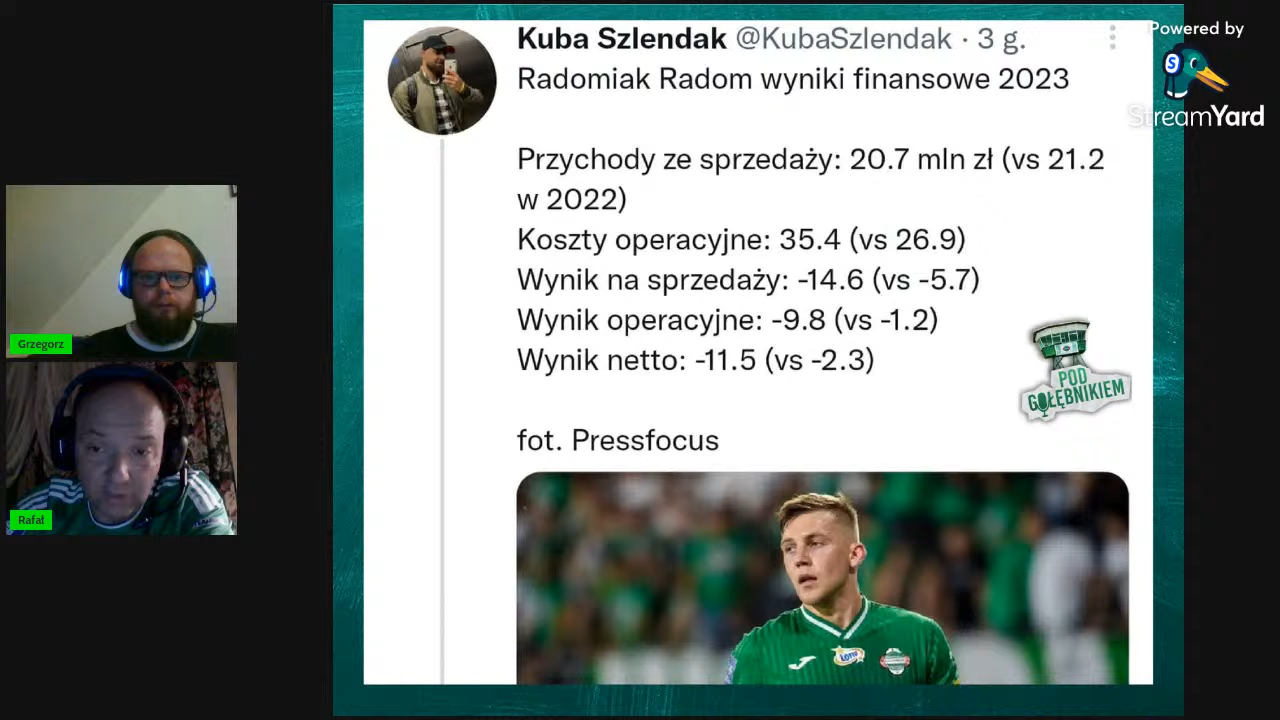 Kuba Szlendak @KubaSzlendak · 3 g.
Radomiak Radom wyniki finansowe 2023
Przychody ze sprzedaży: 20.7 mln zł (vs 21.2
w 2022)
Koszty operacyjne: 35.4 (vs 26.9)
Wynik na sprzedaży: -14.6 (vs -5.7)
Wynik operacyjne: -9.8 (vs -1.2)
Wynik netto: -11.5 (vs -2.3)
fot. Pressfocus
Powered by
S
StreamYard
Grzegorz
Rafał
POD
GOŁĘBNIKIEM
LOTTO